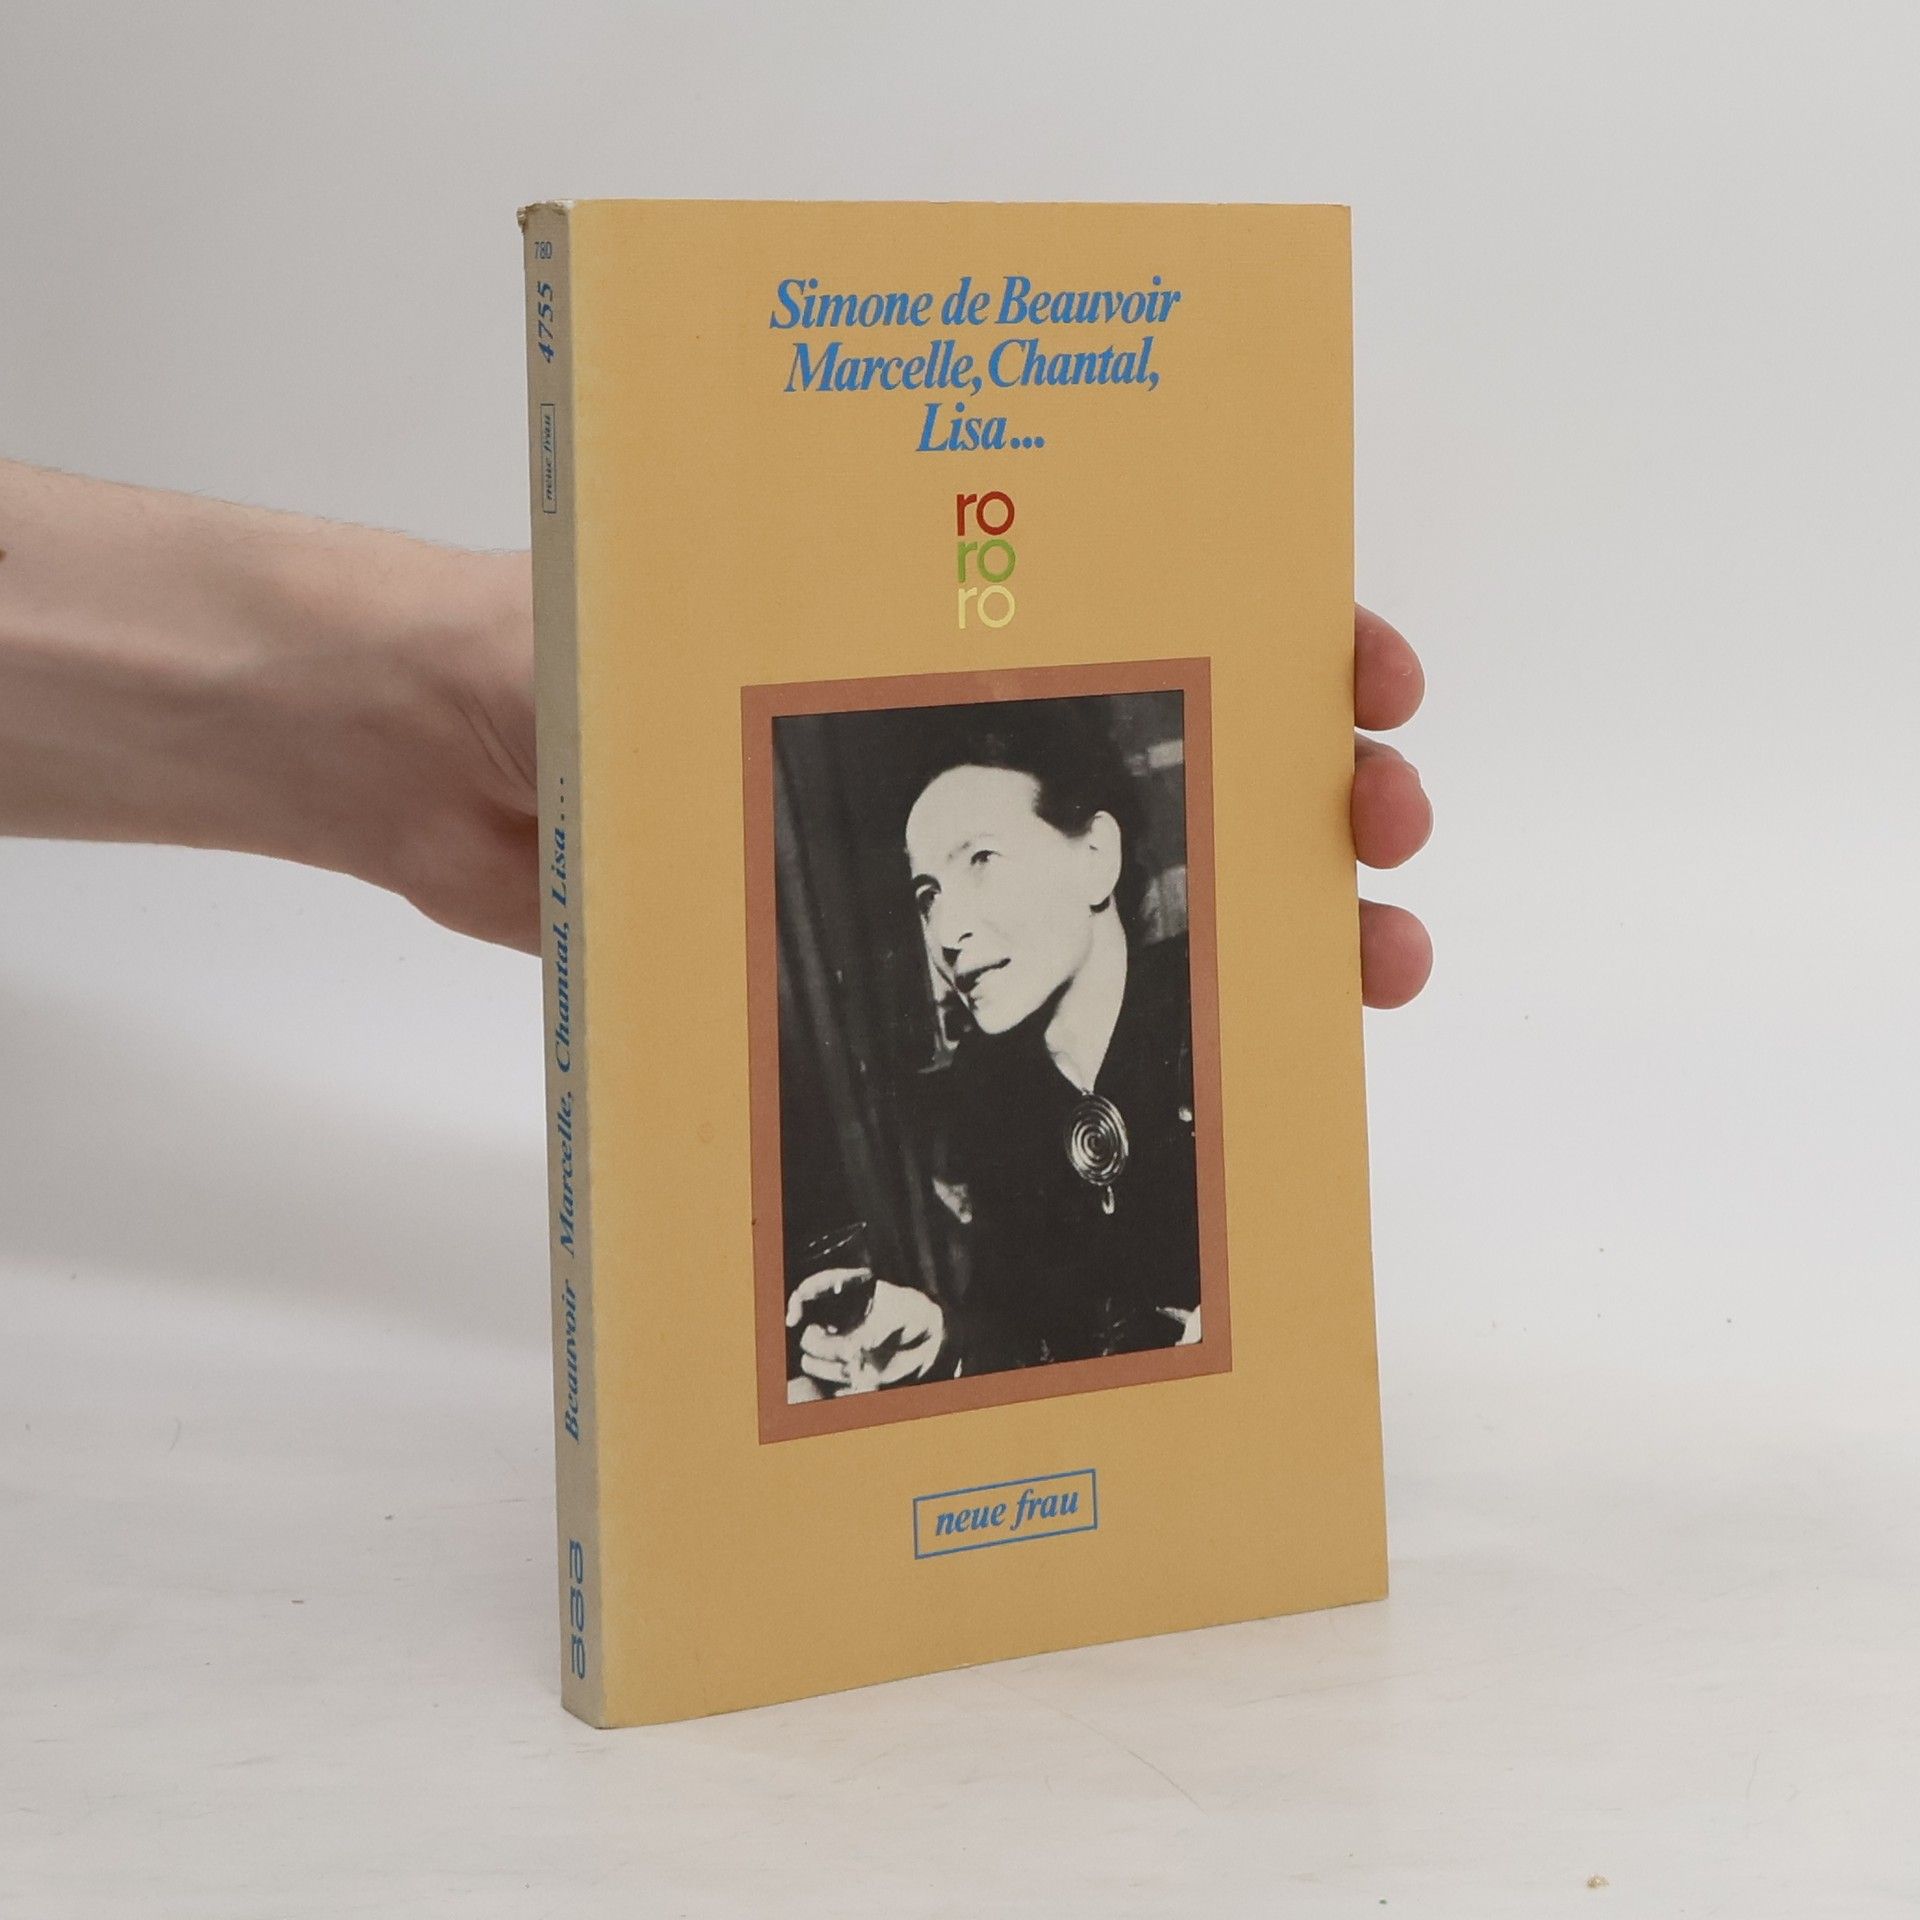 Simone de Beauvoir
Marcelle, Chantal,
Lisa...
ro
ro
ro
neue frau
Beauvoir Marcelle, Chantal, Lisa...
neue frau
4755
780